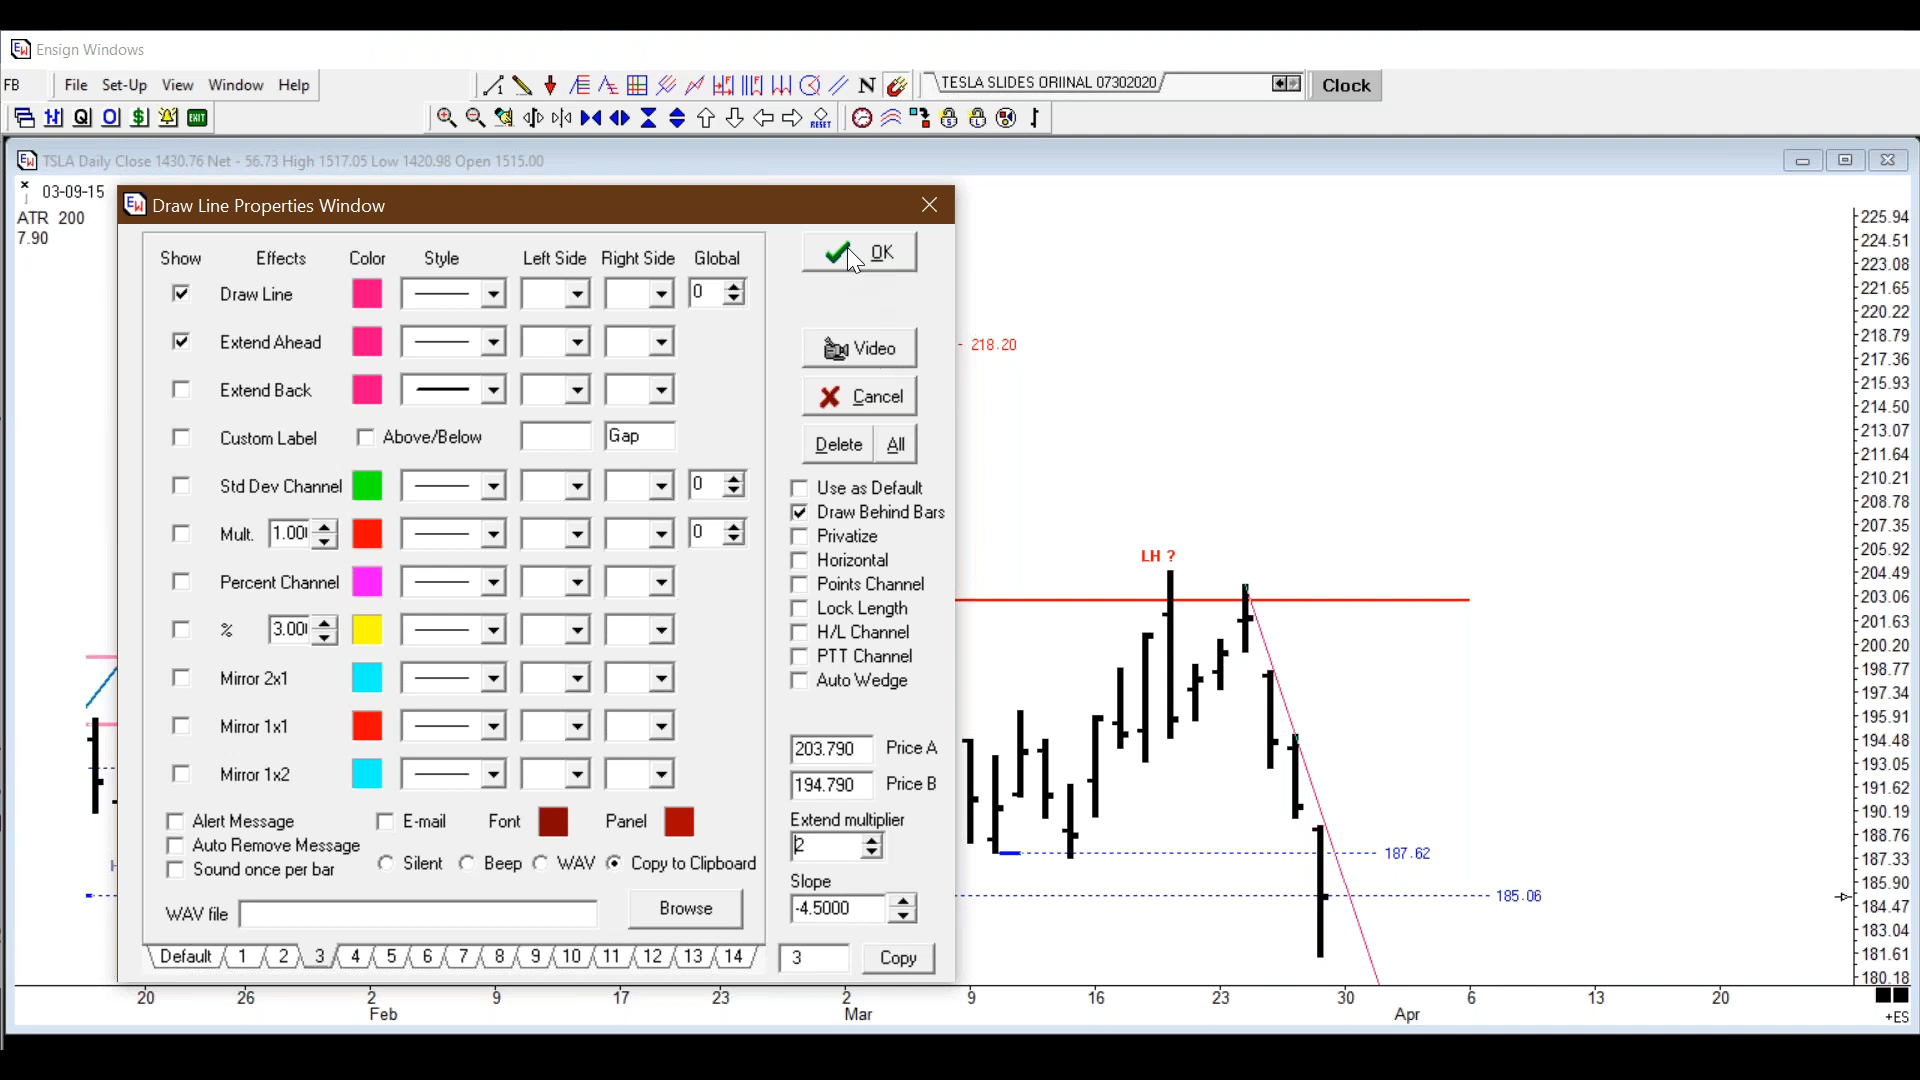 Ensign Windows
FB File Set-Up View Window Help N TESLA SLIDES ORIINAL 07302020 Clock
Q O $ EXIT RESET
TSLA Daily Close 1430.76 Net - 56.73 High 1517.05 Low 1420.98 Open 1515.00
03-09-15
ATR 200
7.90
Draw Line Properties Window
Show Effects Color Style Left Side Right Side Global
Draw Line 0
Extend Ahead
Extend Back
Custom Label Above/Below Gap
Std Dev Channel 0
Mult. 1.00 0
Percent Channel
% 3.00
Mirror 2x1
Mirror 1x1
Mirror 1x2
Alert Message E-mail Font Panel
Auto Remove Message
Sound once per bar Silent Beep WAV Copy to Clipboard
WAV file Browse
Default 1 2 3 4 5 6 7 8 9 10 11 12 13 14
OK
Video
Cancel
Delete All
Use as Default
Draw Behind Bars
Privatize
Horizontal
Points Channel
Lock Length
H/L Channel
PTT Channel
Auto Wedge
203.790 Price A
194.790 Price B
Extend multiplier
2
Slope
-4.5000
3 Copy
218.20
LH ?
187.62
185.06
225.94
224.51
223.08
221.65
220.22
218.79
217.36
215.93
214.50
213.07
211.64
210.21
208.78
207.35
205.92
204.49
203.06
201.63
200.20
198.77
197.34
195.91
194.48
193.05
191.62
190.19
188.76
187.33
185.90
184.47
183.04
181.61
180.18
20 26 2 9 17 23 2 9 16 23 30 6 13 20
Feb Mar Apr
+ES